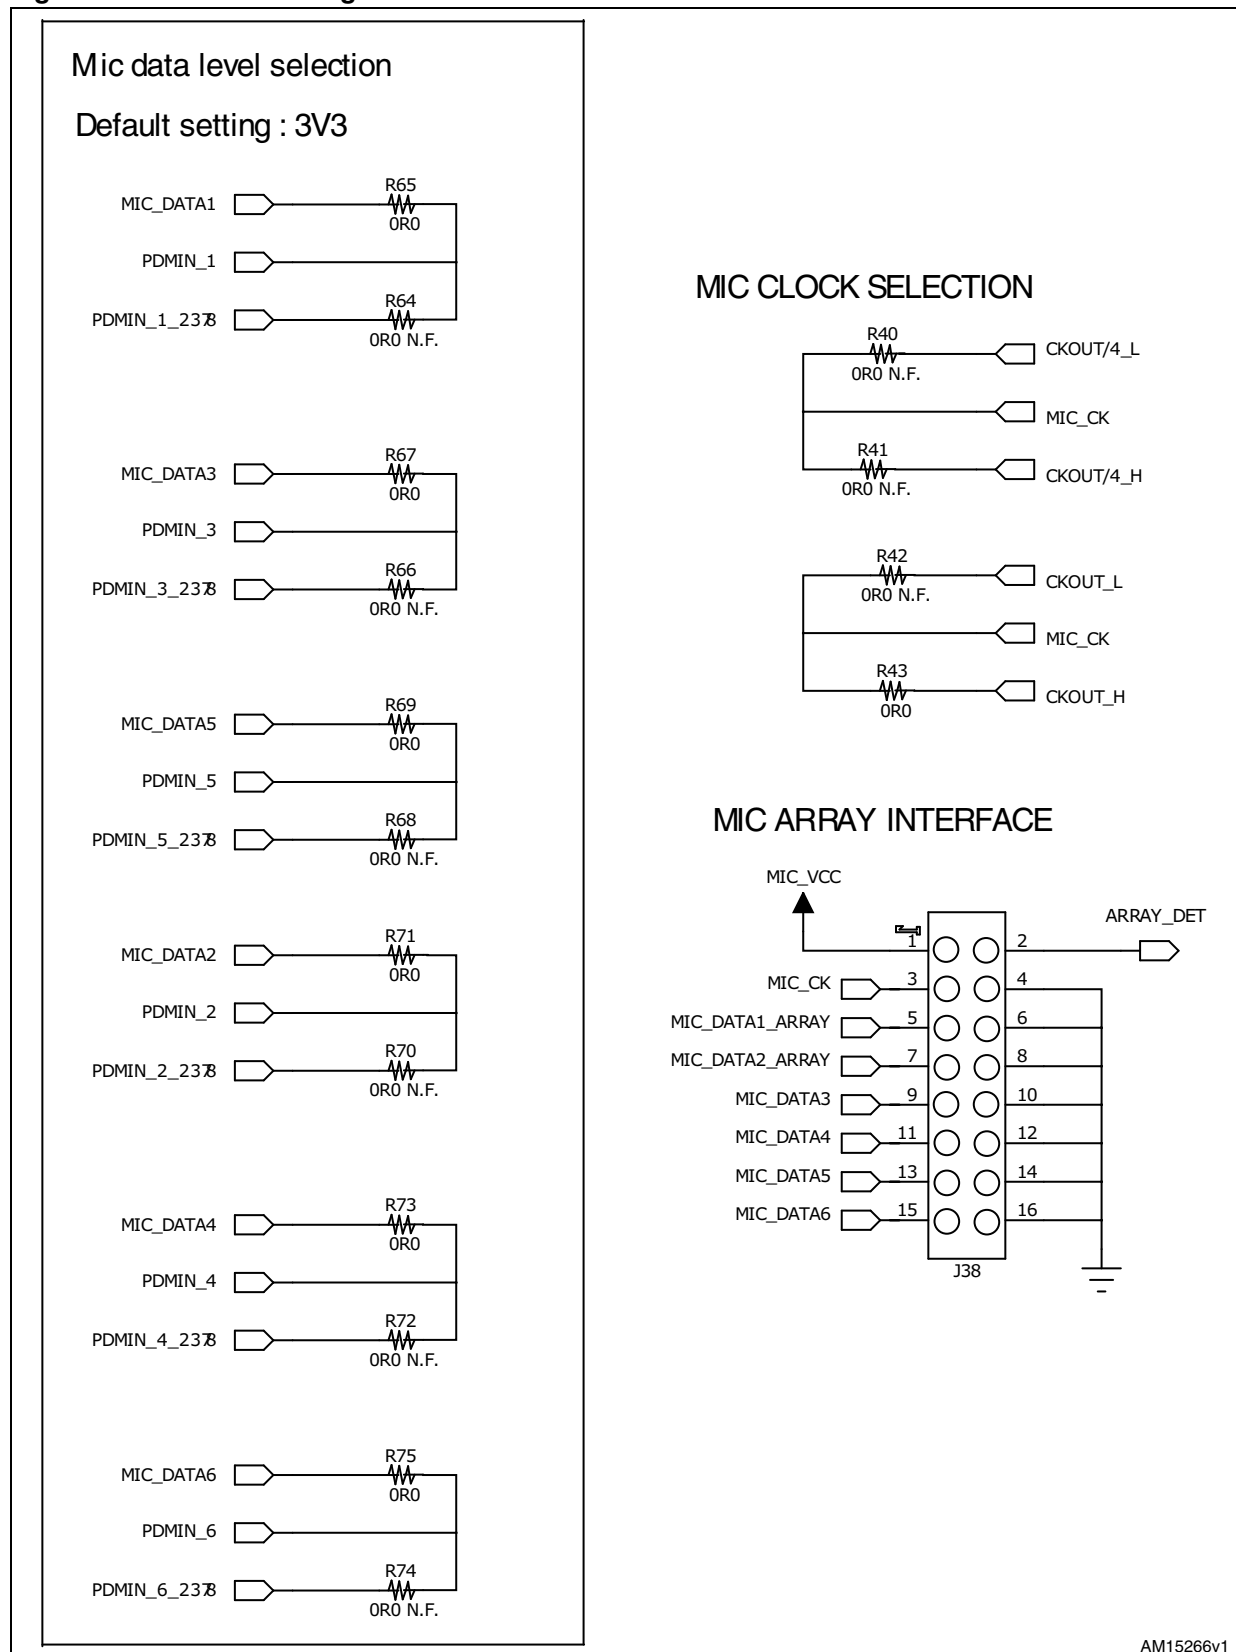 Mic data level selection
Default setting : 3V3
R65
MIC_DATA1
0R0
PDMIN_1
R64
PDMIN_1_2378
0R0 N.F.
R67
MIC_DATA3
0R0
PDMIN_3
R66
PDMIN_3_2378
0R0 N.F.
R69
MIC_DATA5
0R0
PDMIN_5
R68
PDMIN_5_2378
0R0 N.F.
R71
MIC_DATA2
0R0
PDMIN_2
R70
PDMIN_2_2378
0R0 N.F.
R73
MIC_DATA4
0R0
PDMIN_4
R72
PDMIN_4_2378
0R0 N.F.
R75
MIC_DATA6
0R0
PDMIN_6
R74
PDMIN_6_2378
0R0 N.F.
MIC CLOCK SELECTION
R40
CKOUT/4_L
0R0 N.F.
MIC_CK
R41
CKOUT/4_H
0R0 N.F.
R42
CKOUT_L
0R0 N.F.
MIC_CK
R43
CKOUT_H
0R0
MIC ARRAY INTERFACE
MIC_VCC
ARRAY_DET
1 2
MIC_CK 3 4
MIC_DATA1_ARRAY 5 6
MIC_DATA2_ARRAY 7 8
MIC_DATA3 9 10
MIC_DATA4 11 12
MIC_DATA5 13 14
MIC_DATA6 15 16
J38
AM15266v1